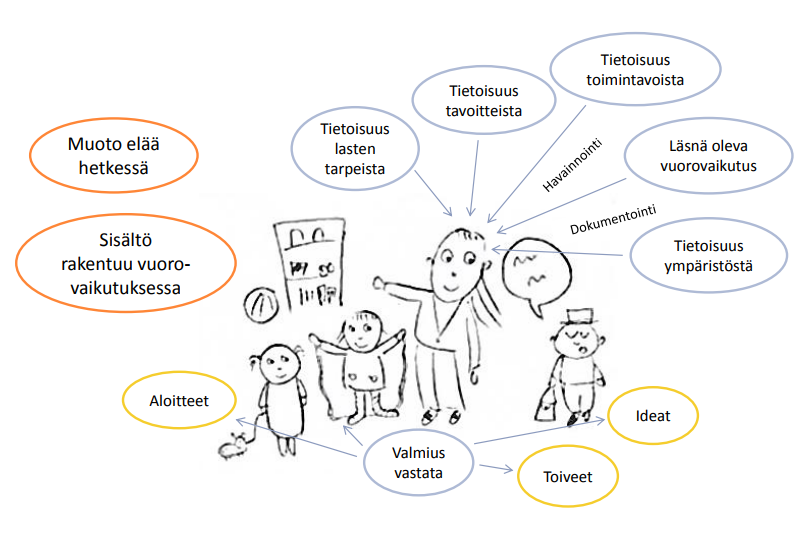 Tietoisuus
toimintavoista
Tietoisuus
tavoitteista
Tietoisuus
lasten
tarpeista
Muoto elää
hetkessä
Havainnointi
Läsnä oleva
vuorovaikutus
Dokumentointi
Sisältö
rakentuu vuoro-
vaikutuksessa
Tietoisuus
ympäristöstä
Aloitteet
Ideat
Valmius
vastata
Toiveet